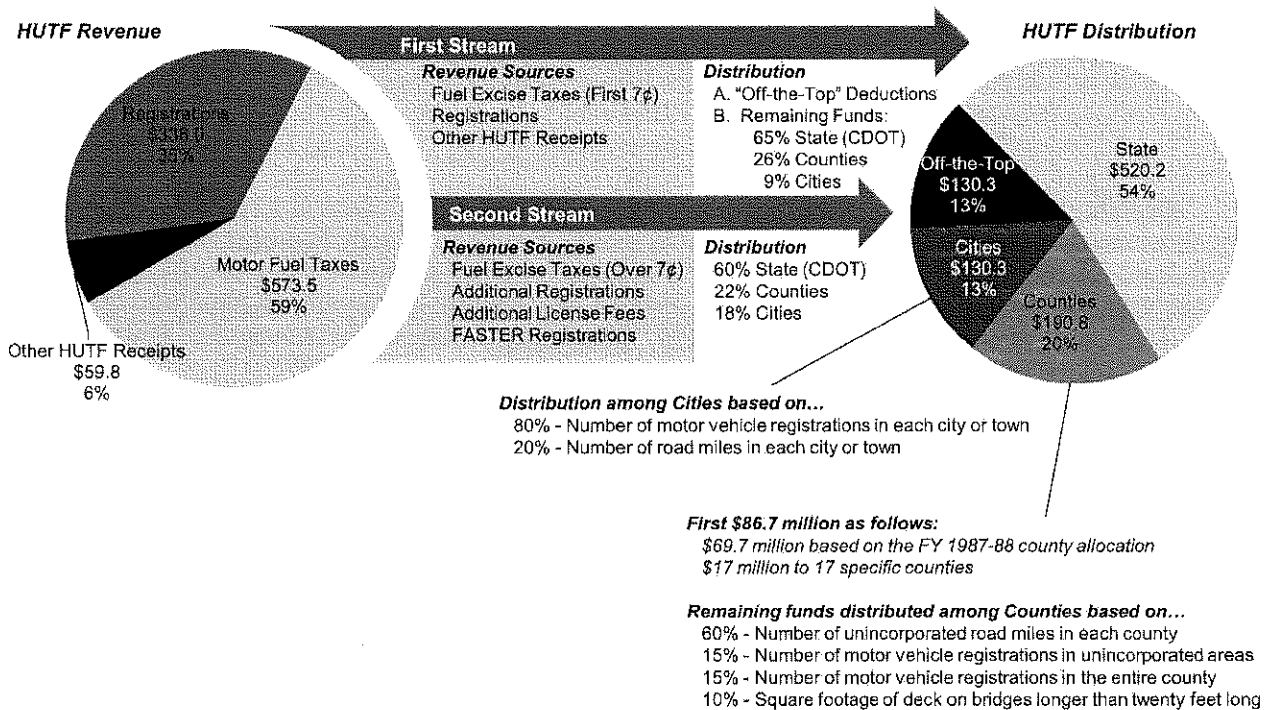 HUTF Revenue
Registrations
35%
Motor Fuel Taxes
$573.5
59%
Other HUTF Receipts
$59.8
6%
First Stream
Revenue Sources
Fuel Excise Taxes (First 7¢)
Registrations
Other HUTF Receipts
Distribution
A. "Off-the-Top" Deductions
B. Remaining Funds:
65% State (CDOT)
26% Counties
9% Cities
Second Stream
Revenue Sources
Fuel Excise Taxes (Over 7¢)
Additional Registrations
Additional License Fees
FASTER Registrations
Distribution
60% State (CDOT)
22% Counties
18% Cities
HUTF Distribution
State
$520.2
54%
Off-the-Top
$130.3
13%
Cities
$130.3
13%
Counties
$190.8
20%
Distribution among Cities based on...
80% - Number of motor vehicle registrations in each city or town
20% - Number of road miles in each city or town
First $86.7 million as follows:
$69.7 million based on the FY 1987-88 county allocation
$17 million to 17 specific counties
Remaining funds distributed among Counties based on...
60% - Number of unincorporated road miles in each county
15% - Number of motor vehicle registrations in unincorporated areas
15% - Number of motor vehicle registrations in the entire county
10% - Square footage of deck on bridges longer than twenty feet long